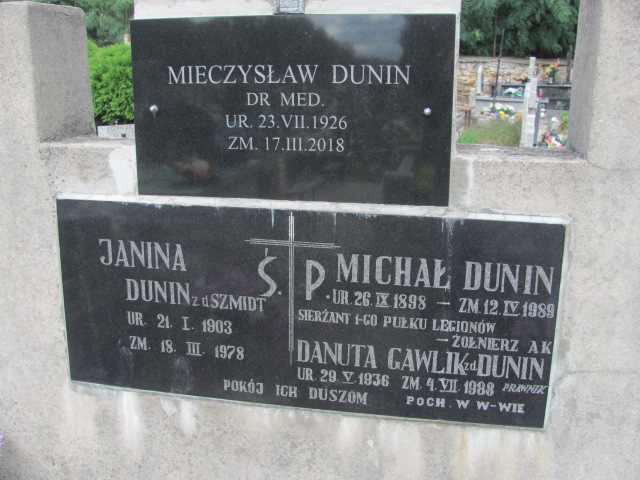 MIECZYSŁAW DUNIN
DR MED.
UR. 23.VII.1926
ZM. 17.III.2018
Ś.P
JANINA
DUNIN z d SZMIDT
UR. 21. I. 1903
ZM. 18. III. 1978
MICHAŁ DUNIN
UR. 26 IX 1898 – ZM. 12. IV 1989
SIERŻANT 1-GO PUŁKU LEGIONÓW
– ŻOŁNIERZ AK
DANUTA GAWLIK zd DUNIN
UR. 29. V. 1936 ZM. 4. VII. 1988 PRAWNIK
POCH. W W-WIE
POKÓJ ICH DUSZOM